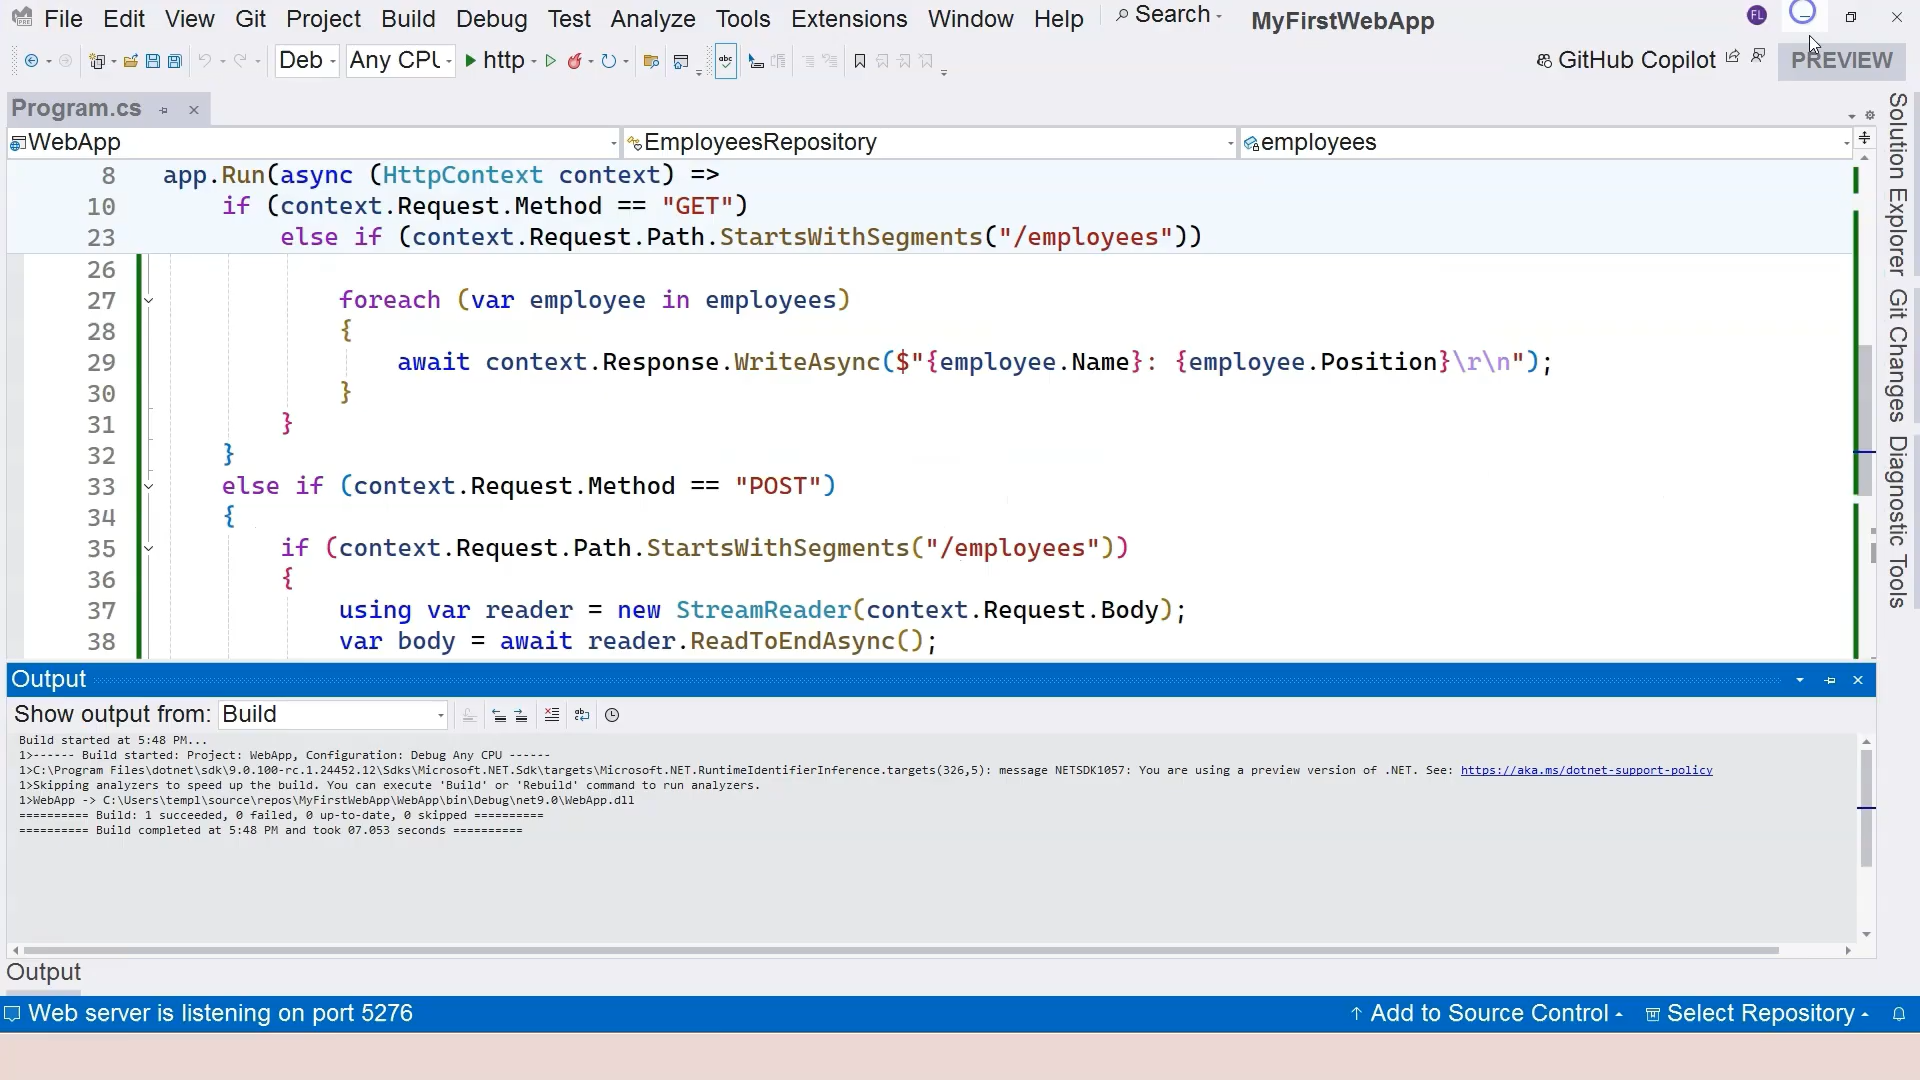 File Edit View Git Project Build Debug Test Analyze Tools Extensions Window Help Search MyFirstWebApp FL
Deb Any CPU http GitHub Copilot PREVIEW
Program.cs
WebApp EmployeesRepository employees
8 app.Run(async (HttpContext context) =>
10 if (context.Request.Method == "GET")
23 else if (context.Request.Path.StartsWithSegments("/employees"))
26
27 foreach (var employee in employees)
28 {
29 await context.Response.WriteAsync($"{employee.Name}: {employee.Position}\r\n");
30 }
31 }
32 }
33 else if (context.Request.Method == "POST")
34 {
35 if (context.Request.Path.StartsWithSegments("/employees"))
36 {
37 using var reader = new StreamReader(context.Request.Body);
38 var body = await reader.ReadToEndAsync();
Solution Explorer
Git Changes
Diagnostic Tools
Output
Show output from: Build
Build started at 5:48 PM...
1>------ Build started: Project: WebApp, Configuration: Debug Any CPU ------
1>C:\Program Files\dotnet\sdk\9.0.100-rc.1.24452.12\Sdks\Microsoft.NET.Sdk\targets\Microsoft.NET.RuntimeIdentifierInference.targets(326,5): message NETSDK1057: You are using a preview version of .NET. See: https://aka.ms/dotnet-support-policy
1>Skipping analyzers to speed up the build. You can execute 'Build' or 'Rebuild' command to run analyzers.
1>WebApp -> C:\Users\templ\source\repos\MyFirstWebApp\WebApp\bin\Debug\net9.0\WebApp.dll
========== Build: 1 succeeded, 0 failed, 0 up-to-date, 0 skipped ==========
========== Build completed at 5:48 PM and took 07.053 seconds ==========
Output
Web server is listening on port 5276 Add to Source Control Select Repository